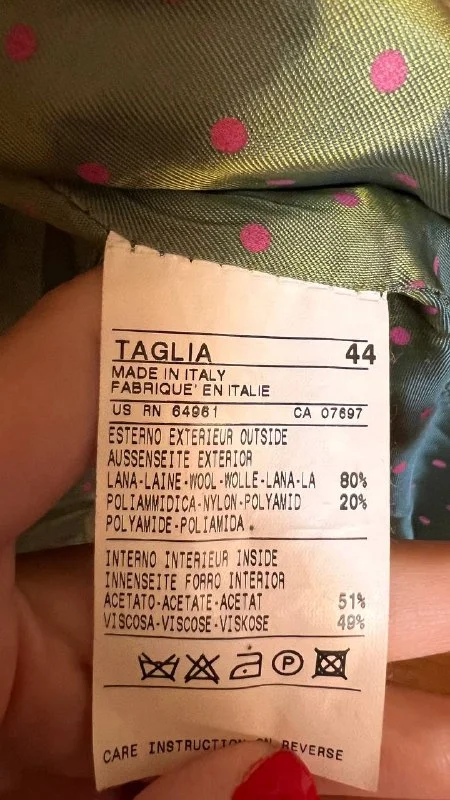 TAGLIA 44
MADE IN ITALY
FABRIQUE' EN ITALIE
US RN 64961 CA 07697
ESTERNO EXTERIEUR OUTSIDE
AUSSENSEITE EXTERIOR
LANA-LAINE-WOOL-WOLLE-LANA-LA 80%
POLIAMMIDICA-NYLON-POLYAMID 20%
POLYAMIDE-POLIAMIDA
INTERNO INTERIEUR INSIDE
INNENSEITE FORRO INTERIOR
ACETATO-ACETATE-ACETAT 51%
VISCOSA-VISCOSE-VISKOSE 49%
P
CARE INSTRUCTION ON REVERSE